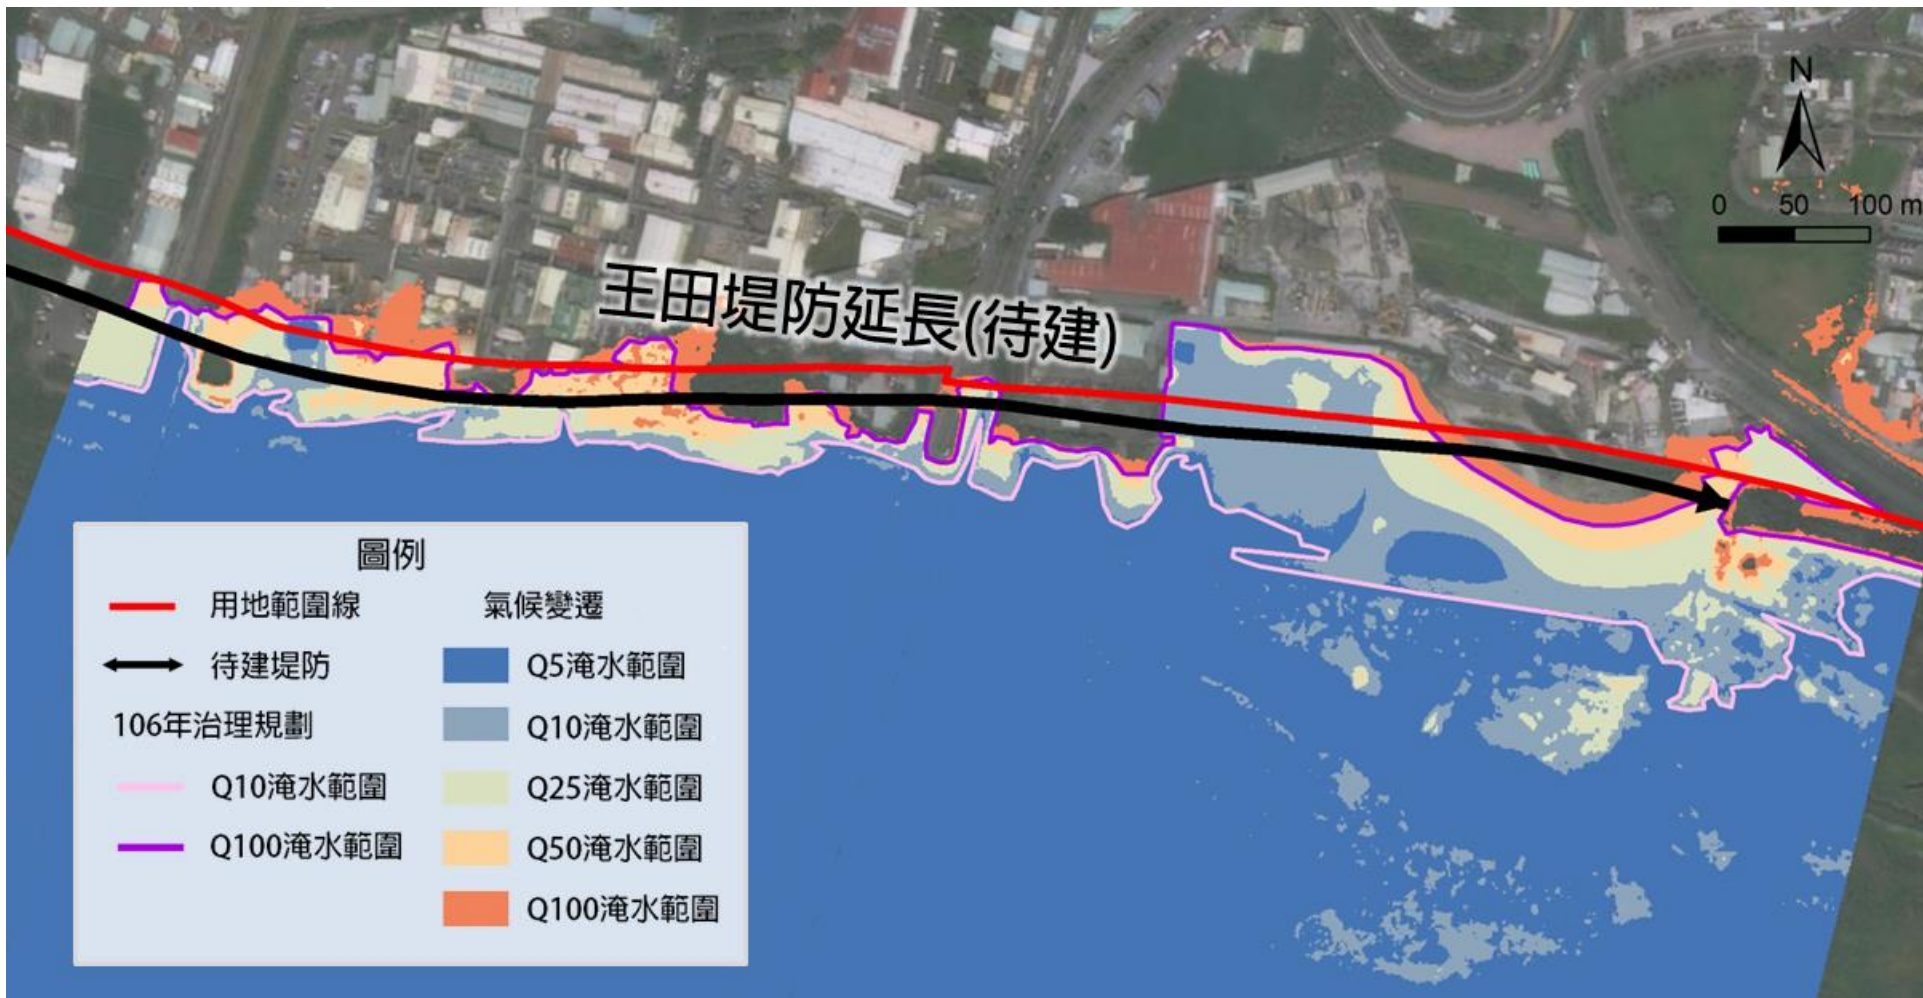 N
0 50 100 m
王田堤防延長(待建)
圖例
用地範圍線
氣候變遷
待建堤防
Q5淹水範圍
106年治理規劃
Q10淹水範圍
Q10淹水範圍
Q25淹水範圍
Q100淹水範圍
Q50淹水範圍
Q100淹水範圍